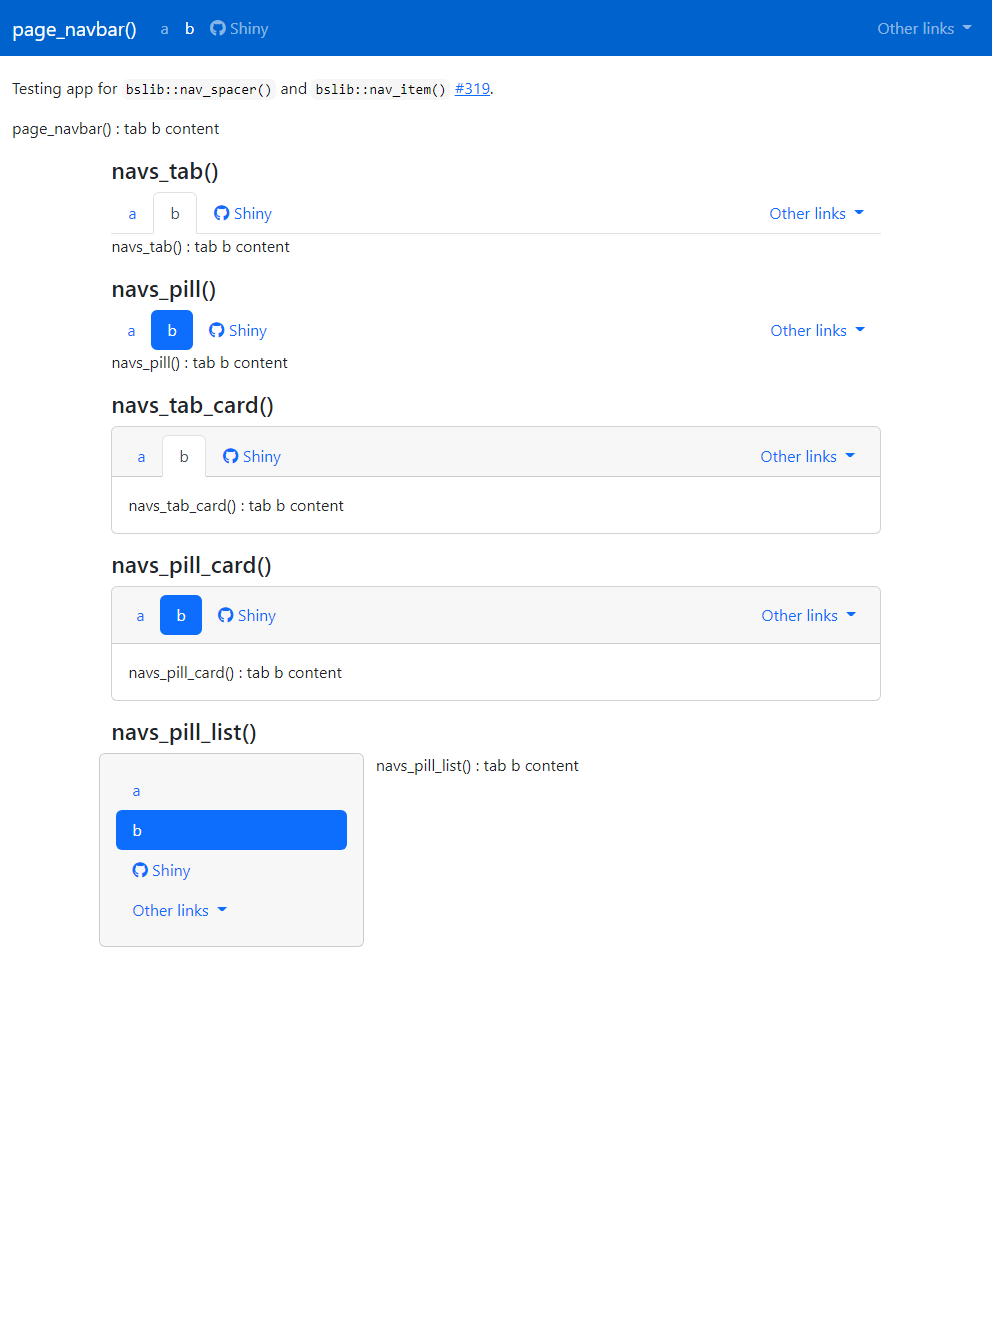 page_navbar() a b Shiny Other links
Testing app for bslib::nav_spacer() and bslib::nav_item() #319.
page_navbar() : tab b content
navs_tab()
a b Shiny Other links
navs_tab() : tab b content
navs_pill()
a b Shiny Other links
navs_pill() : tab b content
navs_tab_card()
a b Shiny Other links
navs_tab_card() : tab b content
navs_pill_card()
a b Shiny Other links
navs_pill_card() : tab b content
navs_pill_list()
a
b
Shiny
Other links
navs_pill_list() : tab b content